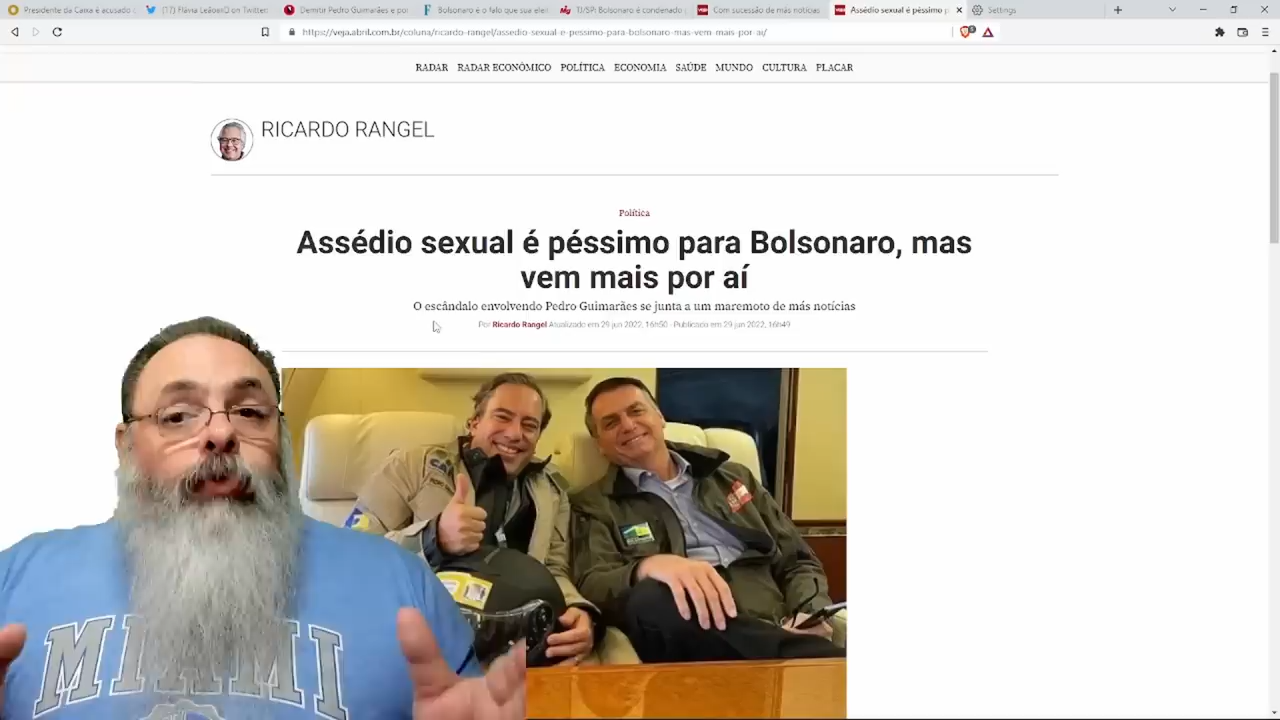 Presidente da Caixa é acusado d
(17) Flávia Leão
on Twitter:
Demitir Pedro Guimarães e por
Bolsonaro é o falo que sua elei
TJ/SP: Bolsonaro é condenado p
Com sucessão de más notícias
Assédio sexual é péssimo p
Settings
https://veja.abril.com.br/coluna/ricardo-rangel/assedio-sexual-e-pessimo-para-bolsonaro-mas-vem-mais-por-ai/
RADAR RADAR ECONÔMICO POLÍTICA ECONOMIA SAÚDE MUNDO CULTURA PLACAR
RICARDO RANGEL
Política
Assédio sexual é péssimo para Bolsonaro, mas
vem mais por aí
O escândalo envolvendo Pedro Guimarães se junta a um maremoto de más notícias
Por Ricardo Rangel Atualizado em 29 jun 2022, 16h50 - Publicado em 29 jun 2022, 16h49
MIAMI